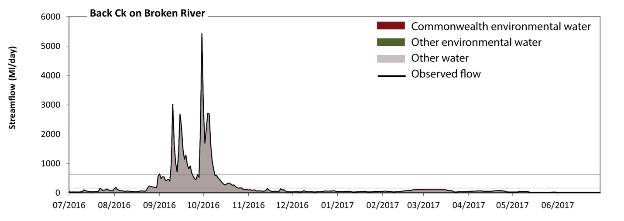 Back Ck on Broken River
Streamflow (Ml/day)
6000
5000
4000
3000
2000
1000
0
Commonwealth environmental water
Other environmental water
Other water
Observed flow
07/2016 08/2016 09/2016 10/2016 11/2016 12/2016 01/2017 02/2017 03/2017 04/2017 05/2017 06/2017